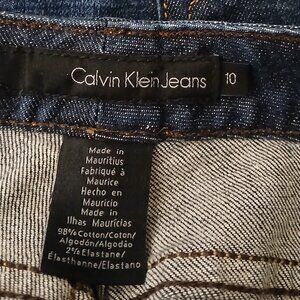 Calvin Klein Jeans
10
Made in
Mauritius
Fabriqué à
Maurice
Hecho en
Mauricio
Made in
Ilhas Maurícias
98% Cotton/Coton/
Algodón/Algodão
2% Elastane/
Élasthanne/Elastano